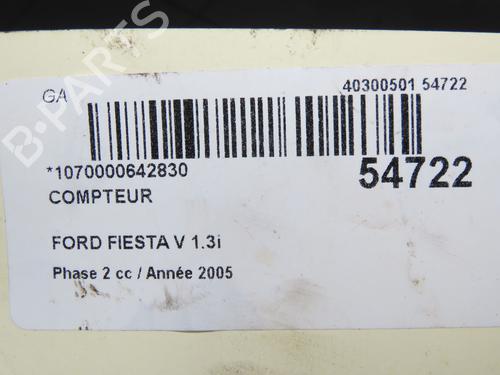 GA
40300501 54722
*1070000642830
54722
COMPTEUR
FORD FIESTA V 1.3i
Phase 2 cc / Année 2005
B-PARTS